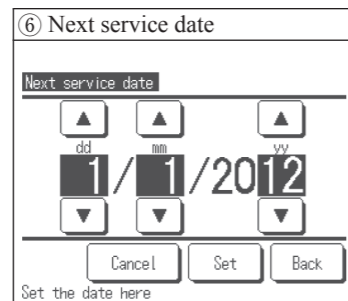 ⑥ Next service date
Next service date
▲ ▲ ▲
dd mm yy
1/ 1/2012
▼ ▼ ▼
Cancel Set Back
Set the date here